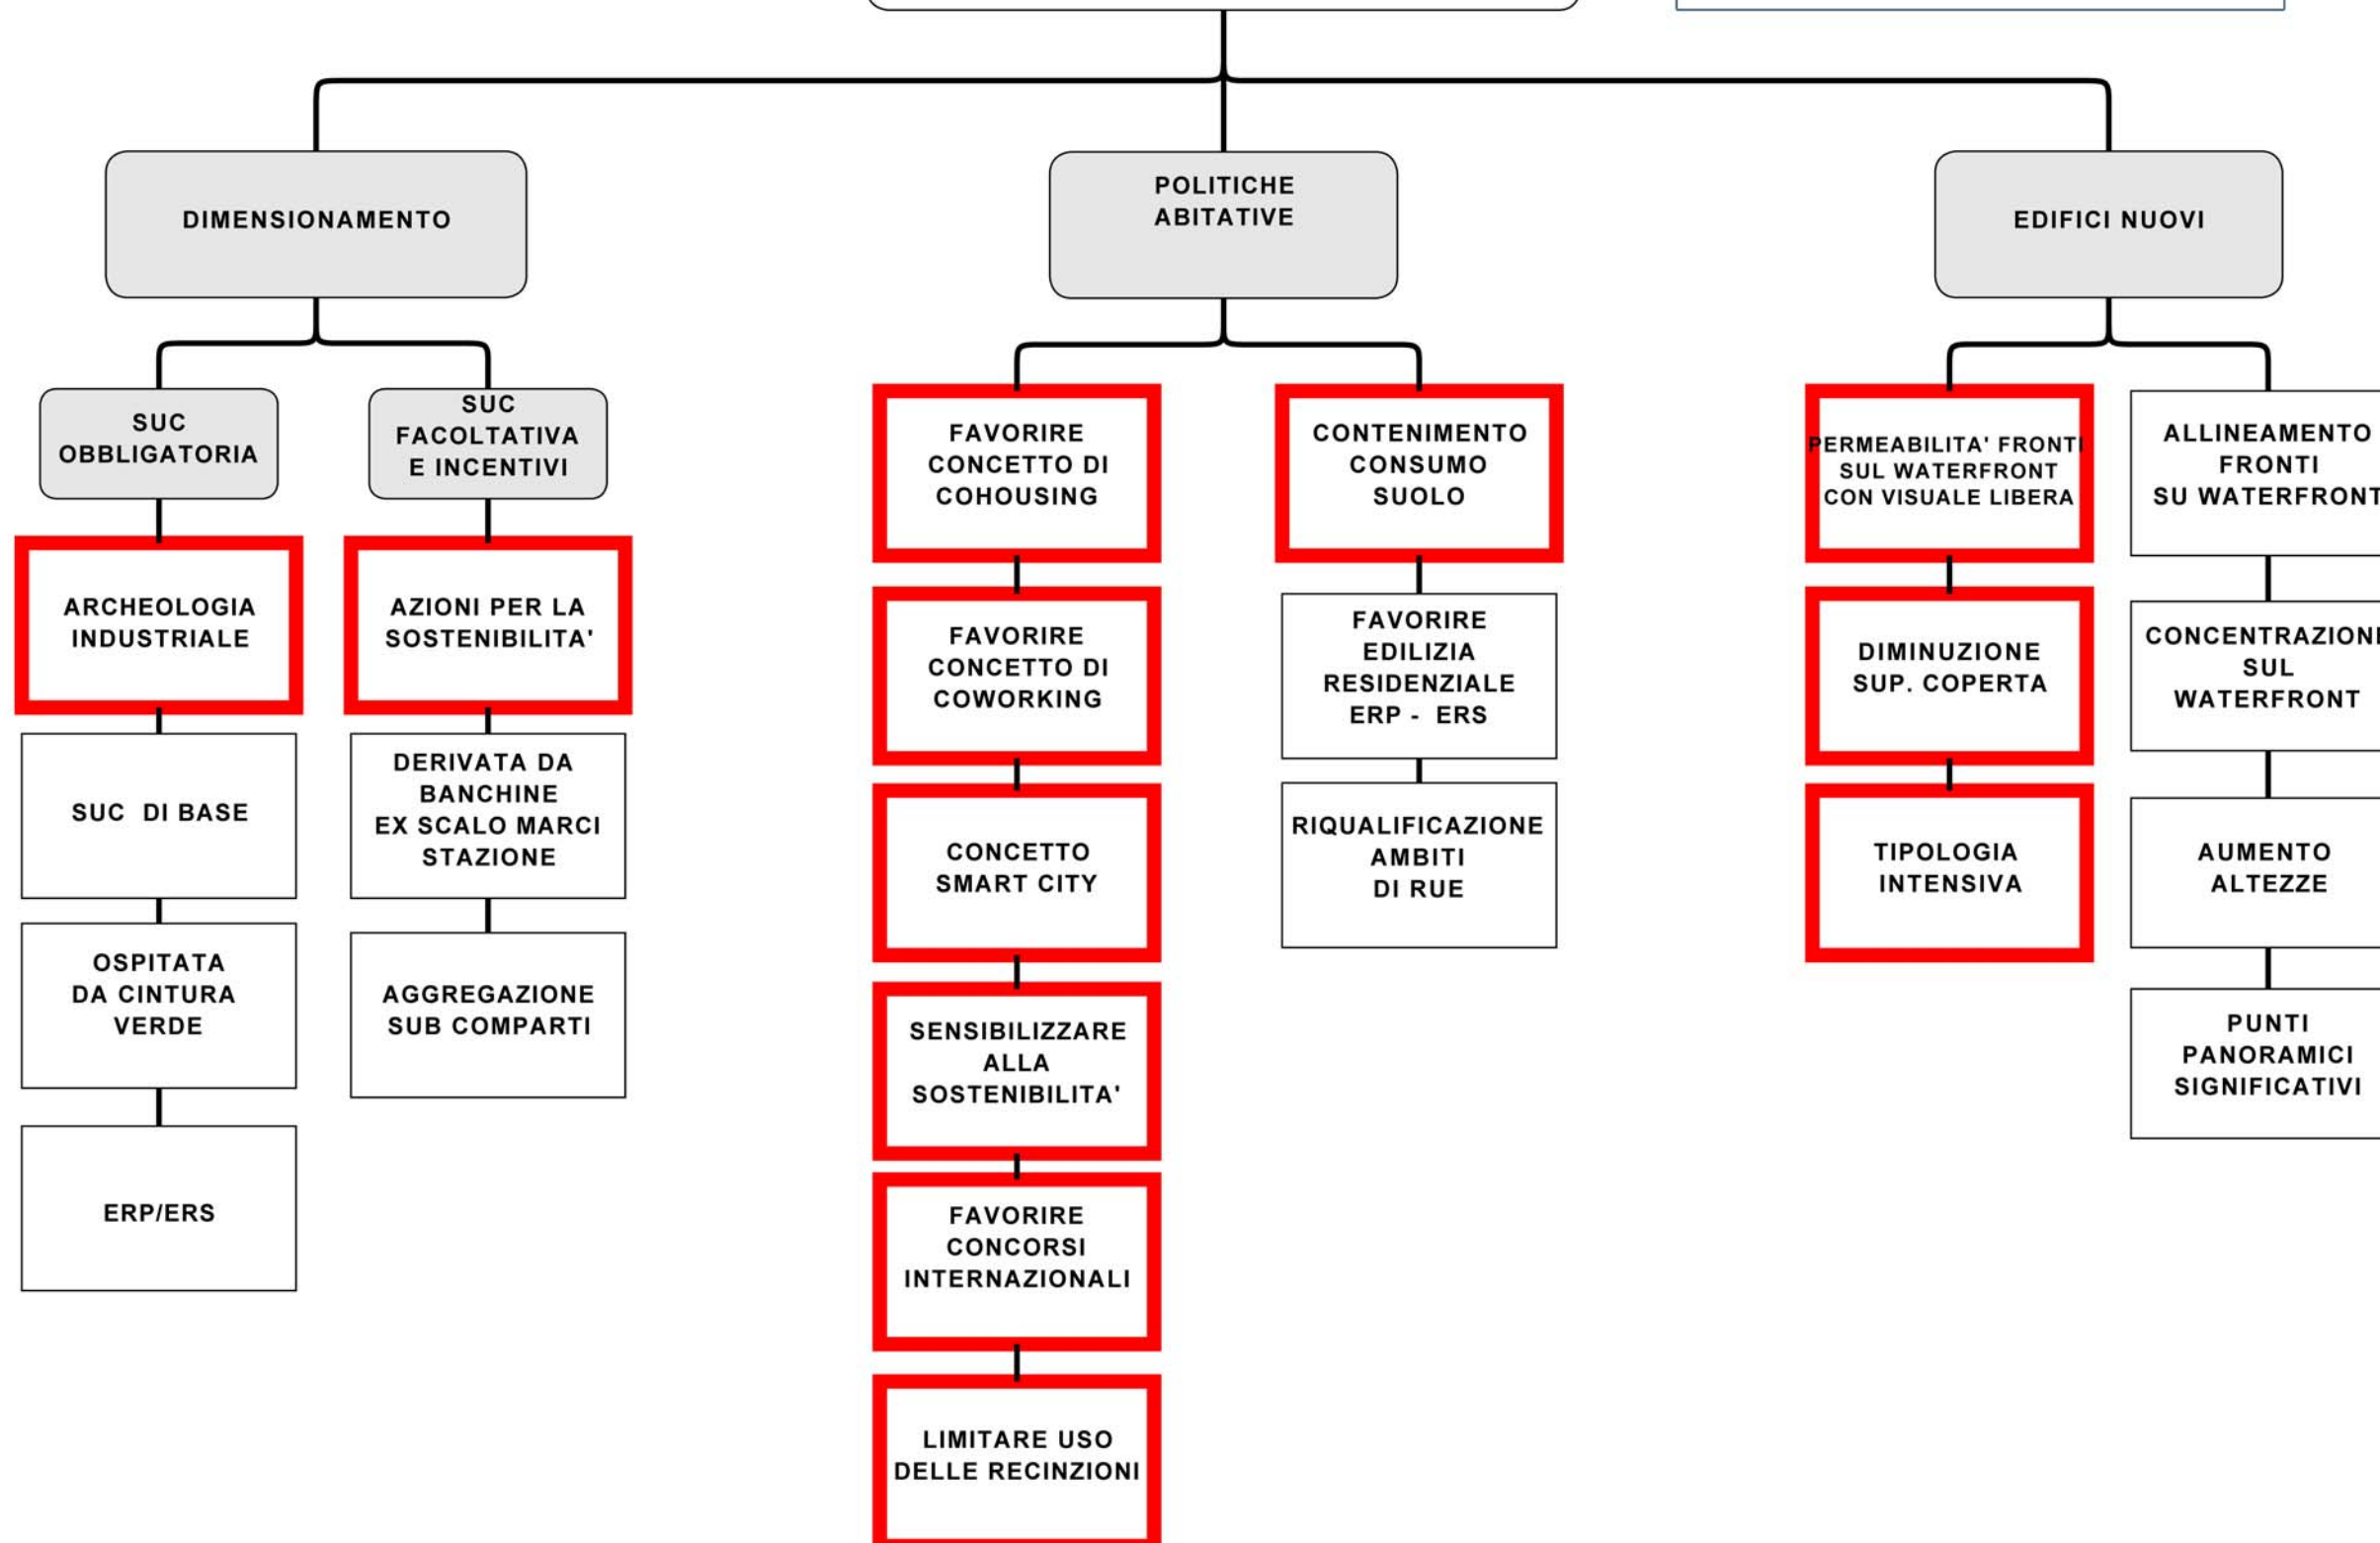 DIMENSIONAMENTO
SUC
OBBLIGATORIA
ARCHEOLOGIA
INDUSTRIALE
SUC DI BASE
OSPITATA
DA CINTURA
VERDE
ERP/ERS
SUC
FACOLTATIVA
E INCENTIVI
AZIONI PER LA
SOSTENIBILITA'
DERIVATA DA
BANCHINE
EX SCALO MARCI
STAZIONE
AGGREGAZIONE
SUB COMPARTI
POLITICHE
ABITATIVE
FAVORIRE
CONCETTO DI
COHOUSING
FAVORIRE
CONCETTO DI
COWORKING
CONCETTO
SMART CITY
SENSIBILIZZARE
ALLA
SOSTENIBILITA'
FAVORIRE
CONCORSI
INTERNAZIONALI
LIMITARE USO
DELLE RECINZIONI
CONTENIMENTO
CONSUMO
SUOLO
FAVORIRE
EDILIZIA
RESIDENZIALE
ERP - ERS
RIQUALIFICAZIONE
AMBITI
DI RUE
EDIFICI NUOVI
PERMEABILITA' FRONTI
SUL WATERFRONT
CON VISUALE LIBERA
DIMINUZIONE
SUP. COPERTA
TIPOLOGIA
INTENSIVA
ALLINEAMENTO
FRONTI
SU WATERFRONT
CONCENTRAZIONE
SUL
WATERFRONT
AUMENTO
ALTEZZE
PUNTI
PANORAMICI
SIGNIFICATIVI